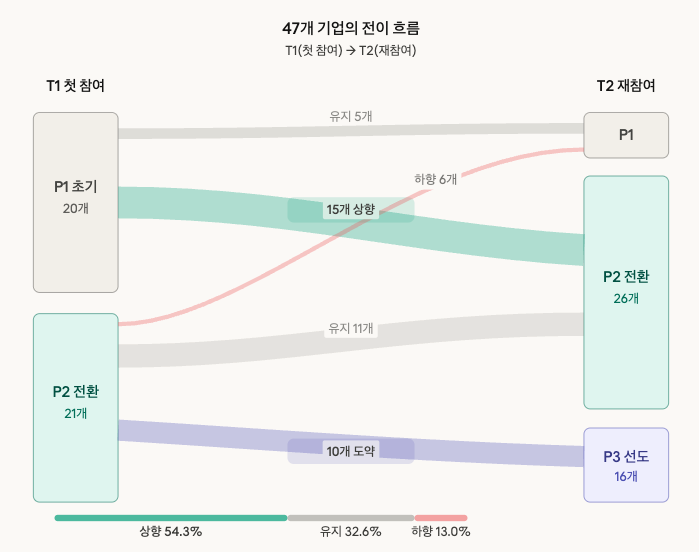 47개 기업의 전이 흐름
T1(첫 참여) → T2(재참여)
T1 첫 참여
T2 재참여
유지 5개
P1
하향 6개
P1 초기
20개
15개 상향
P2 전환
26개
유지 11개
P2 전환
21개
10개 도약
P3 선도
16개
상향 54.3%
유지 32.6%
하향 13.0%